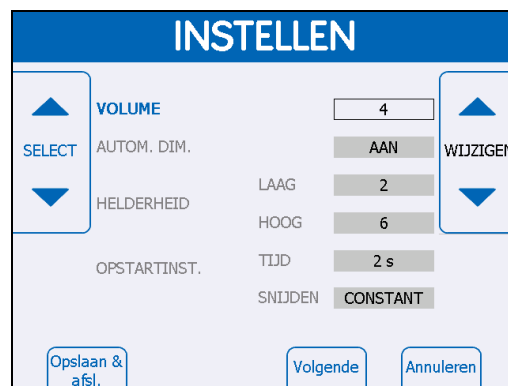 INSTELLEN
VOLUME 4
SELECT AUTOM. DIM. AAN WIJZIGEN
LAAG 2
HELDERHEID
HOOG 6
OPSTARTINST. TIJD 2 s
SNIJDEN CONSTANT
Opslaan &
afsl. Volgende Annuleren